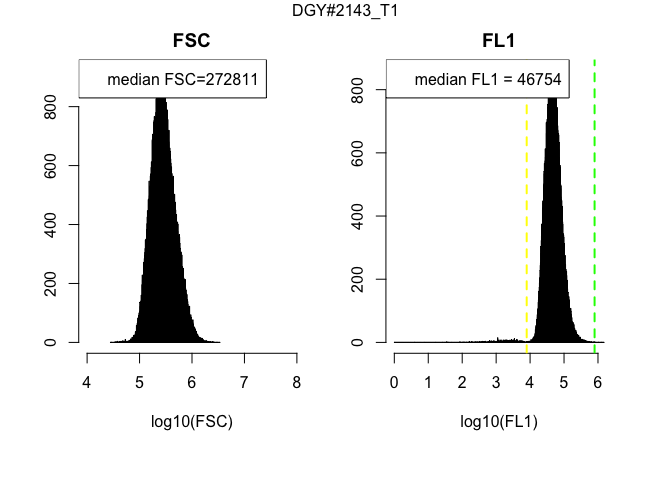 DGY#2143_T1
FSC
median FSC=272811
800
600
400
200
0
4 5 6 7 8
log10(FSC)
FL1
median FL1 = 46754
800
600
400
200
0
0 1 2 3 4 5 6
log10(FL1)